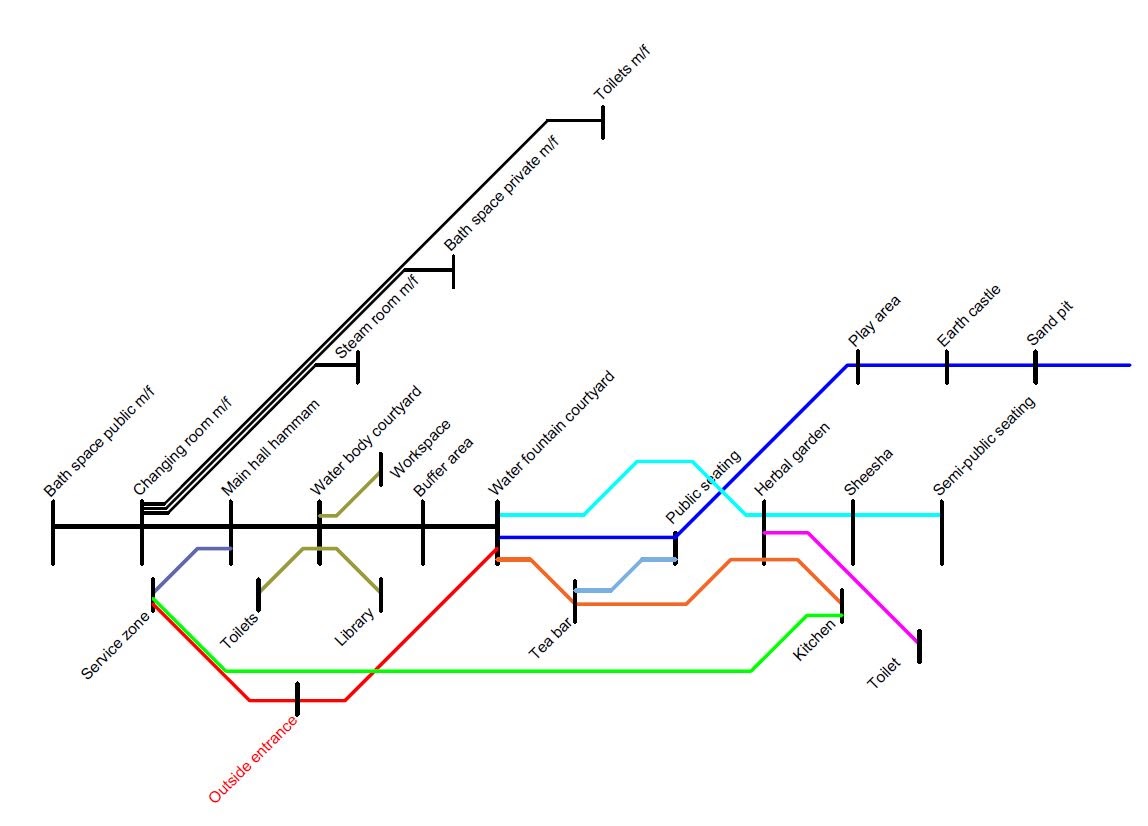 Toilets m/f
Bath space private m/f
Steam room m/f
Play area
Earth castle
Sand pit
Bath space public m/f
Changing room m/f
Main hall hammam
Water body courtyard
Workspace
Buffer area
Water fountain courtyard
Public seating
Herbal garden
Sheesha
Semi-public seating
Service zone
Toilets
Library
Tea bar
Kitchen
Toilet
Outside entrance